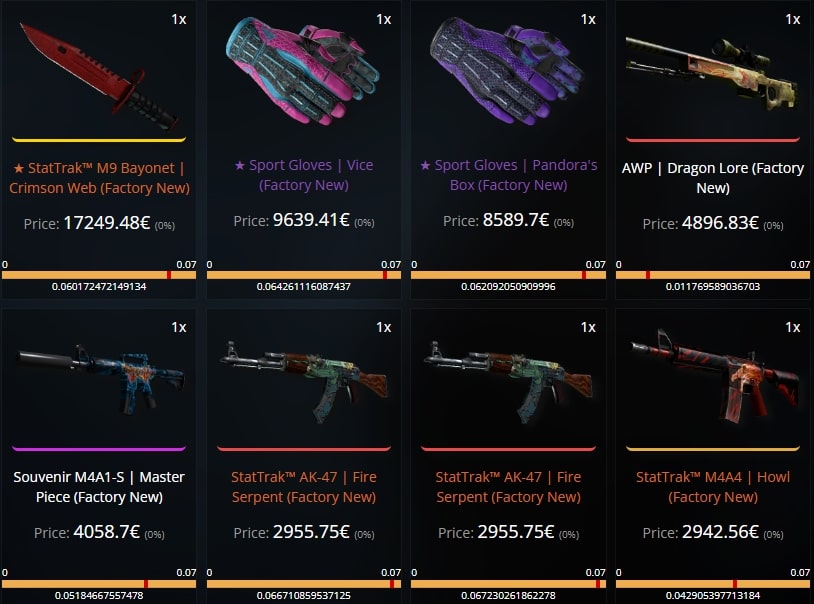 1x
★ StatTrak™ M9 Bayonet |
Crimson Web (Factory New)
Price: 17249.48€ (0%)
0 0.07
0.060172472149134
1x
★ Sport Gloves | Vice
(Factory New)
Price: 9639.41€ (0%)
0 0.07
0.064261116087437
1x
★ Sport Gloves | Pandora's
Box (Factory New)
Price: 8589.7€ (0%)
0 0.07
0.062092050909996
1x
AWP | Dragon Lore (Factory
New)
Price: 4896.83€ (0%)
0 0.07
0.011769589036703
1x
Souvenir M4A1-S | Master
Piece (Factory New)
Price: 4058.7€ (0%)
0 0.07
0.05184667557478
1x
StatTrak™ AK-47 | Fire
Serpent (Factory New)
Price: 2955.75€ (0%)
0 0.07
0.066710859537125
1x
StatTrak™ AK-47 | Fire
Serpent (Factory New)
Price: 2955.75€ (0%)
0 0.07
0.067230261862278
1x
StatTrak™ M4A4 | Howl
(Factory New)
Price: 2942.56€ (0%)
0 0.07
0.042905397713184